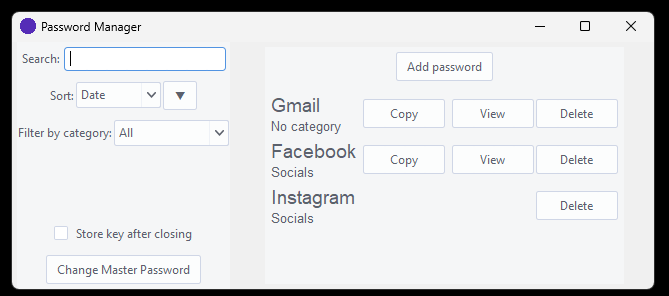 Password Manager
Search:
Sort: Date ▼
Filter by category: All
Store key after closing
Change Master Password
Add password
Gmail
No category
Copy View Delete
Facebook
Socials
Copy View Delete
Instagram
Socials
Delete